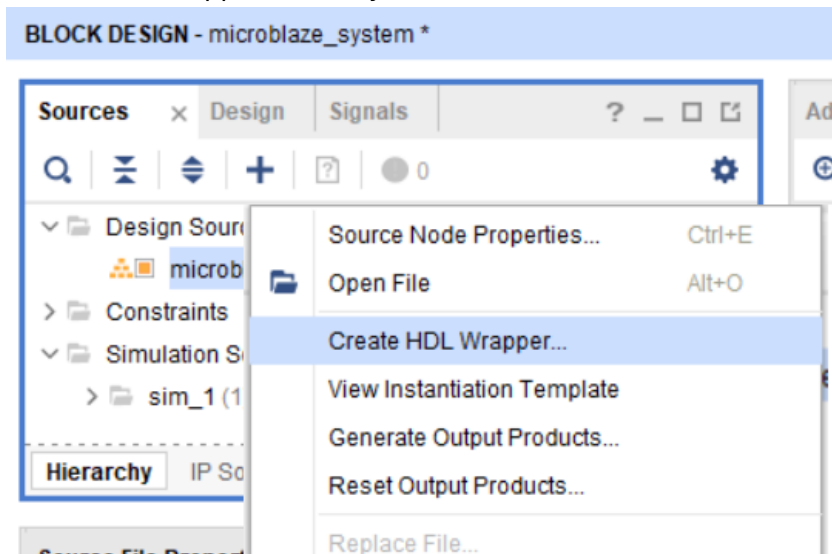 BLOCK DESIGN - microblaze_system *
Sources Design Signals
0
Design Sour
microb
Constraints
Simulation S
sim_1 (1
Hierarchy IP So
Source Node Properties... Ctrl+E
Open File Alt+O
Create HDL Wrapper...
View Instantiation Template
Generate Output Products...
Reset Output Products...
Replace File...
Ad